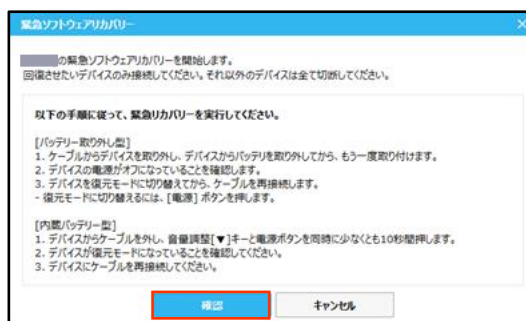 緊急ソフトウェアリカバリー
の緊急ソフトウェアリカバリーを開始します。
回復させたいデバイスのみ接続してください。それ以外のデバイスは全て切断してください。
以下の手順に従って、緊急リカバリーを実行してください。
[バッテリー取り外し型]
1. ケーブルからデバイスを取り外し、デバイスからバッテリを取り外してから、もう一度取り付けます。
2. デバイスの電源がオフになっていることを確認します。
3. デバイスを復元モードに切り替えてから、ケーブルを再接続します。
- 復元モードに切り替えるには、[電源] ボタンを押します。
[内蔵バッテリー型]
1. デバイスからケーブルを外し、音量調整[▼]キーと電源ボタンを同時に少なくとも10秒間押します。
2. デバイスが復元モードになっていることを確認してください。
3. デバイスにケーブルを再接続してください。
確認
キャンセル